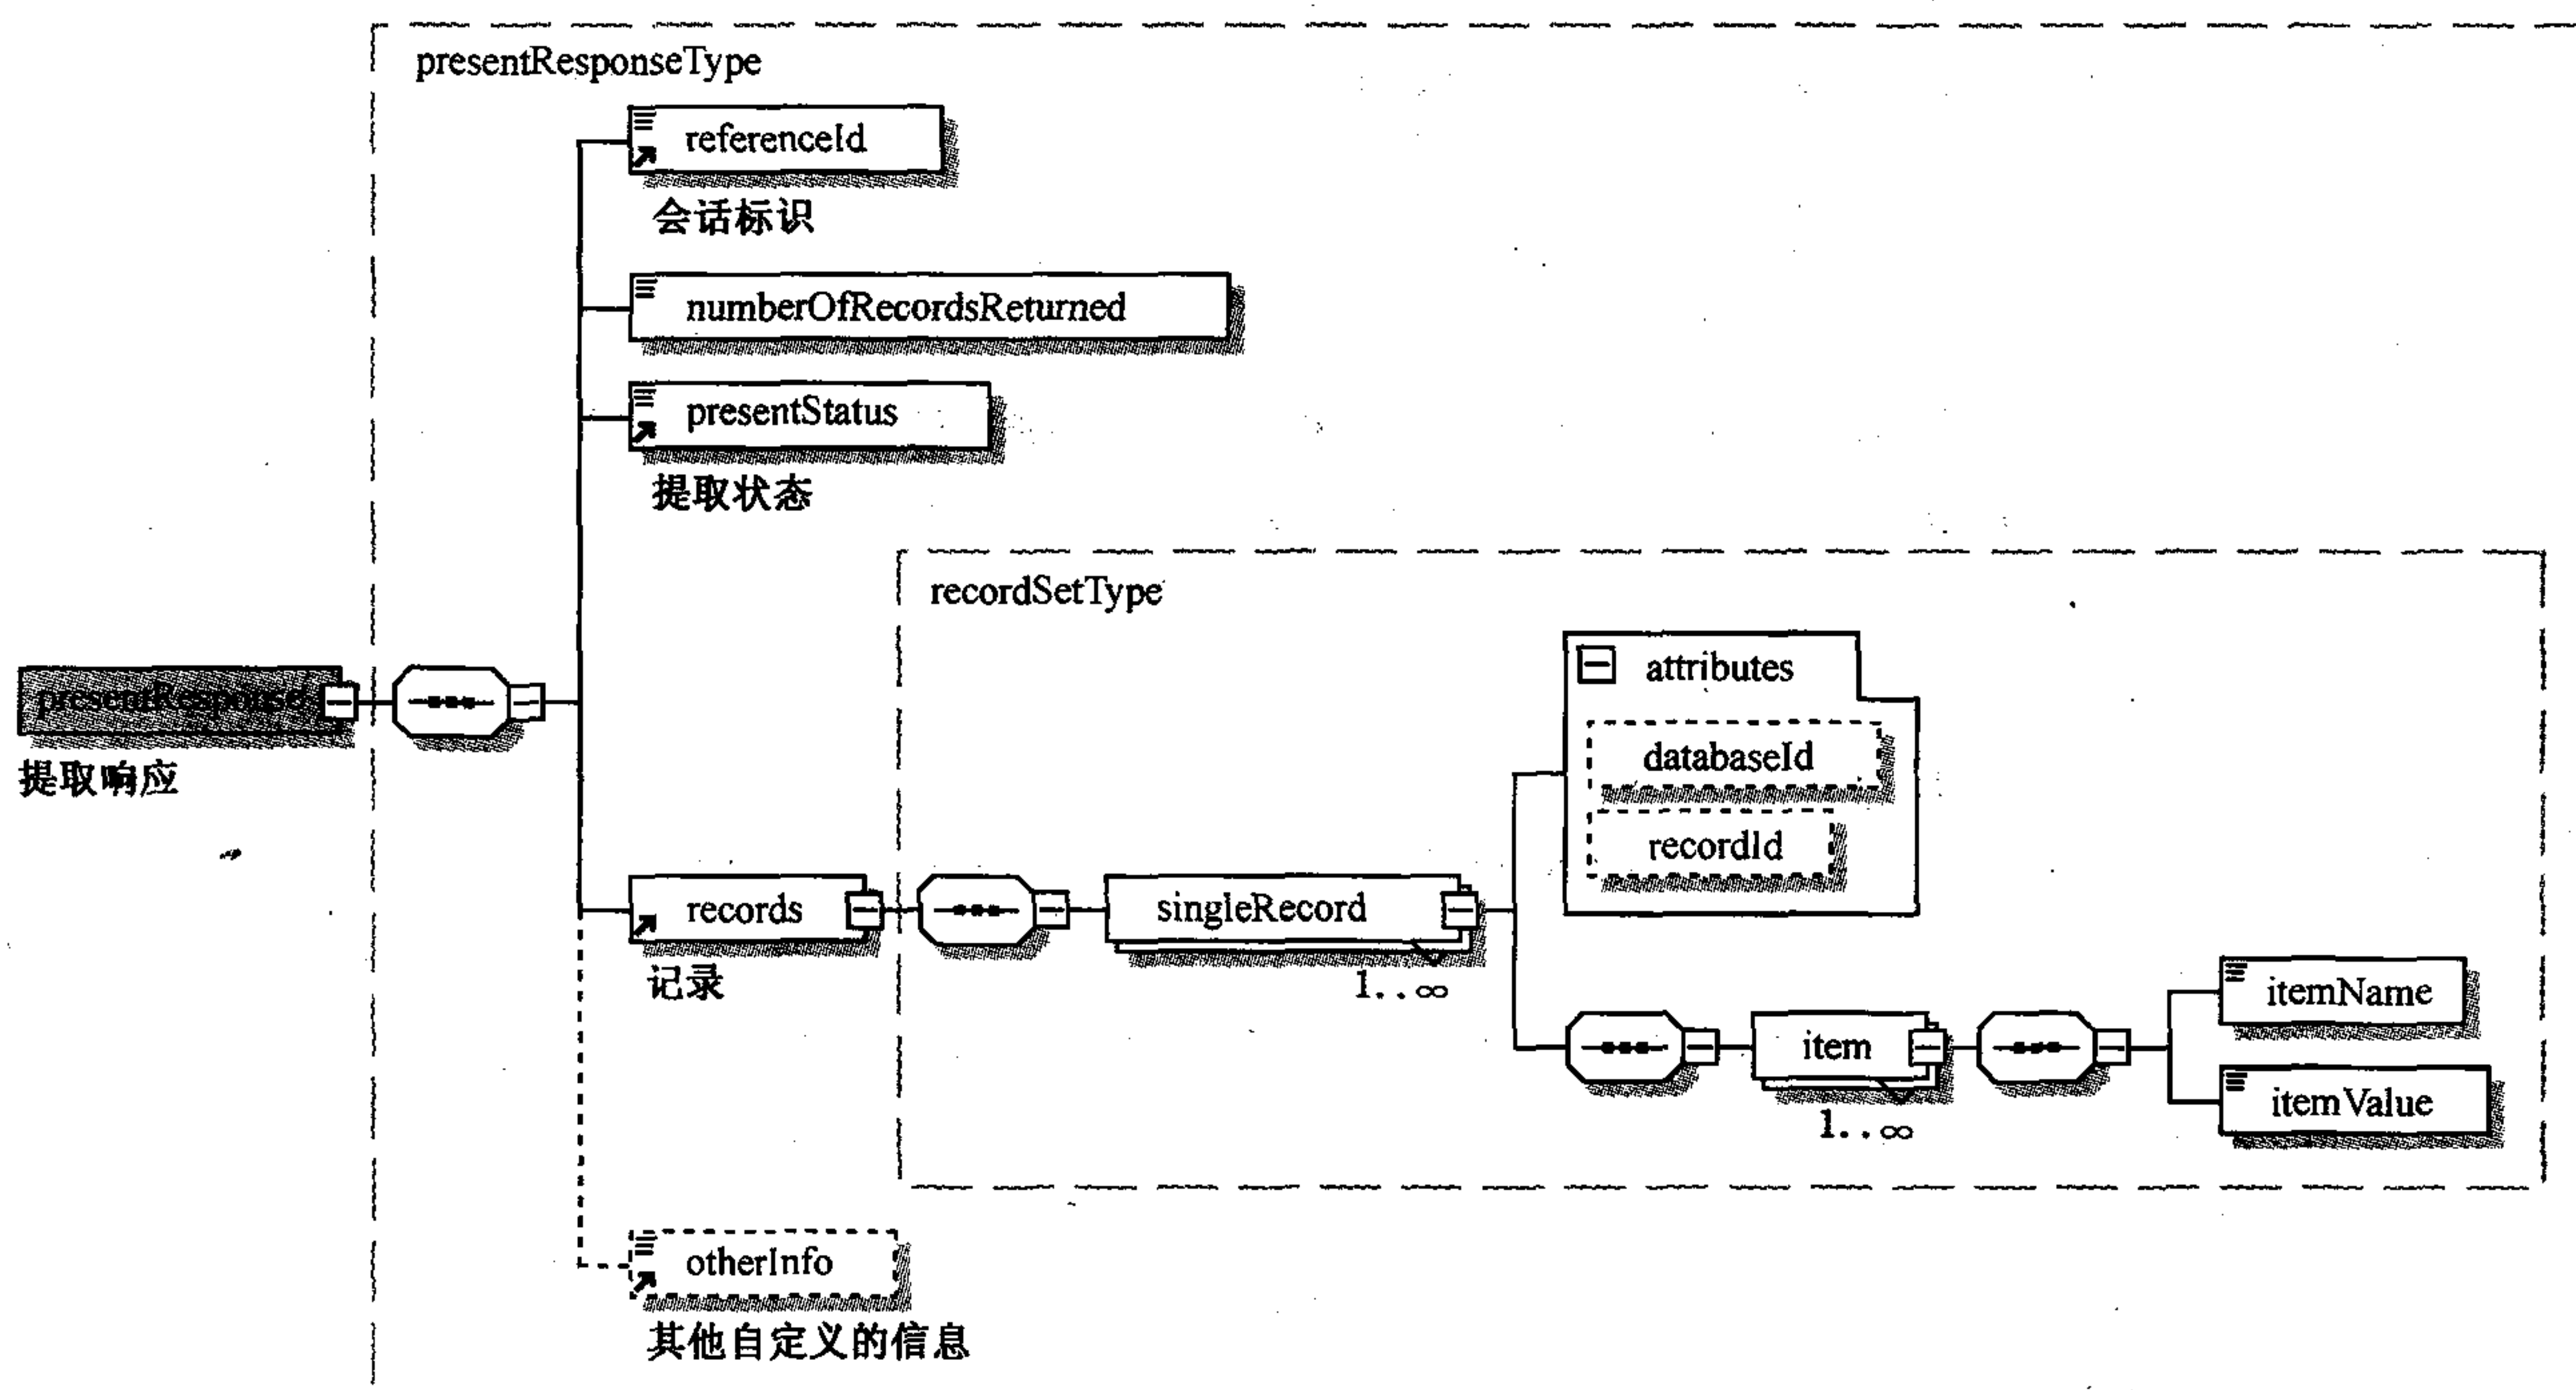 presentResponseType
referenceId
会话标识
numberOfRecordsReturned
presentStatus
提取状态
recordSetType
attributes
databaseId
recordId
presentResponse
提取响应
records
记录
singleRecord
1..∞
item
1..∞
itemName
itemValue
otherInfo
其他自定义的信息